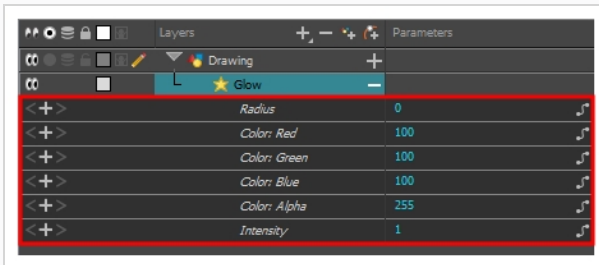 Layers Parameters
Drawing
Glow
Radius 0
Color: Red 100
Color: Green 100
Color: Blue 100
Color: Alpha 255
Intensity 1